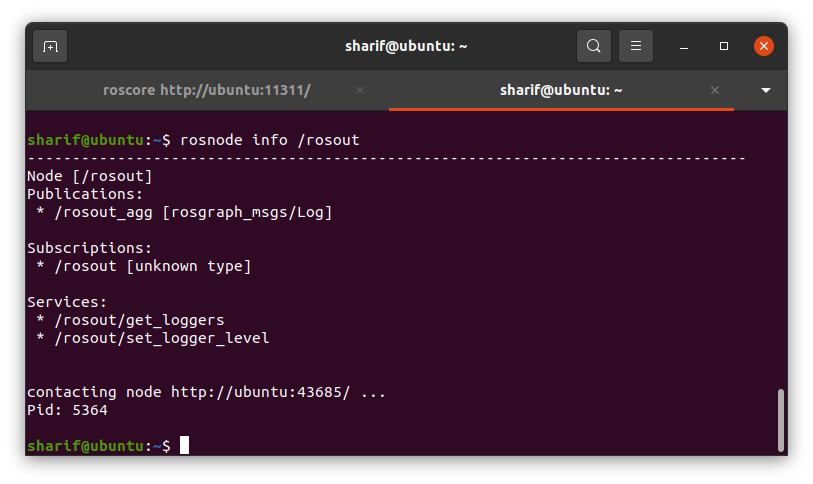 sharif@ubuntu: ~
roscore http://ubuntu:11311/
sharif@ubuntu: ~
sharif@ubuntu:~$ rosnode info /rosout
--------------------------------------------------------------------------------
Node [/rosout]
Publications:
 * /rosout_agg [rosgraph_msgs/Log]
Subscriptions:
 * /rosout [unknown type]
Services:
 * /rosout/get_loggers
 * /rosout/set_logger_level
contacting node http://ubuntu:43685/ ...
Pid: 5364
sharif@ubuntu:~$